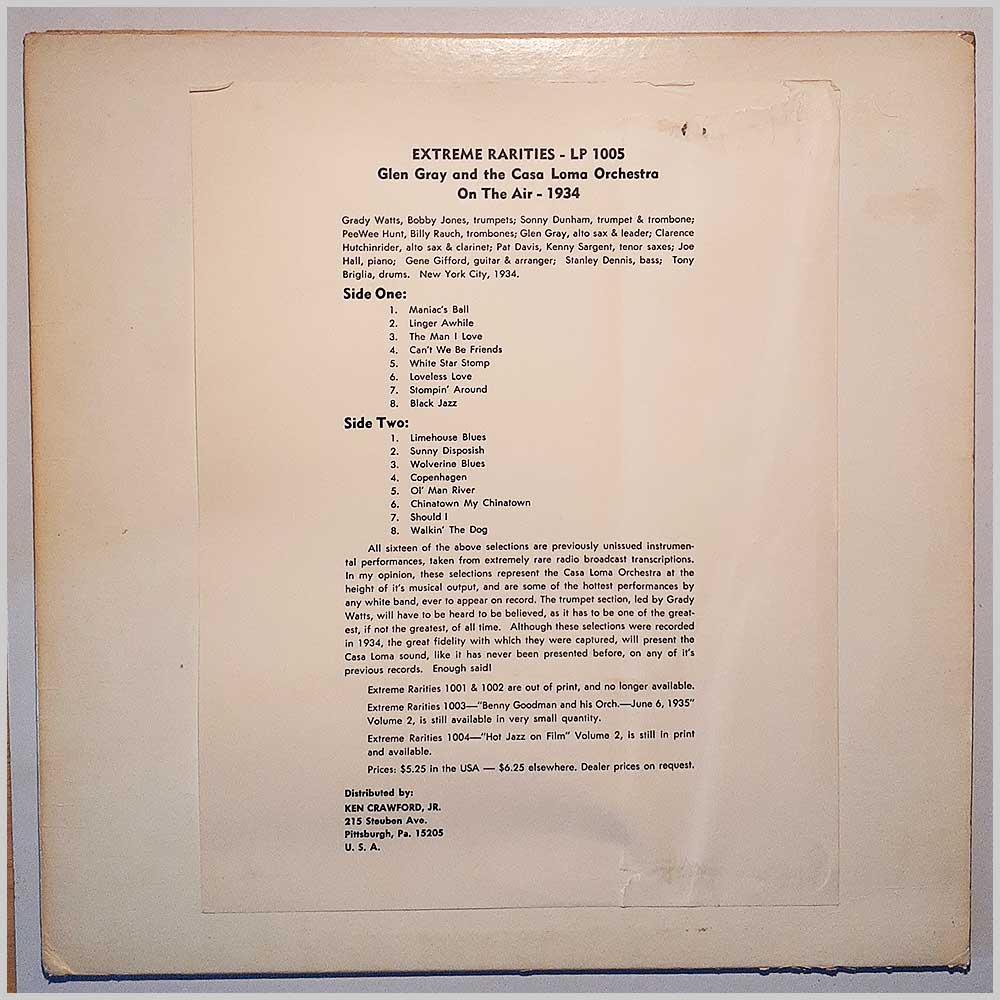 EXTREME RARITIES - LP 1005
Glen Gray and the Casa Loma Orchestra
On The Air - 1934
Grady Watts, Bobby Jones, trumpets; Sonny Dunham, trumpet & trombone;
PeeWee Hunt, Billy Rauch, trombones; Glen Gray, alto sax & leader; Clarence
Hutchinrider, alto sax & clarinet; Pat Davis, Kenny Sargent, tenor saxes; Joe
Hall, piano; Gene Gifford, guitar & arranger; Stanley Dennis, bass; Tony
Briglia, drums. New York City, 1934.
Side One:
1. Maniac's Ball
2. Linger Awhile
3. The Man I Love
4. Can't We Be Friends
5. White Star Stomp
6. Loveless Love
7. Stompin' Around
8. Black Jazz
Side Two:
1. Limehouse Blues
2. Sunny Disposish
3. Wolverine Blues
4. Copenhagen
5. Ol' Man River
6. Chinatown My Chinatown
7. Should I
8. Walkin' The Dog
All sixteen of the above selections are previously unissued instrumen-
tal performances, taken from extremely rare radio broadcast transcriptions.
In my opinion, these selections represent the Casa Loma Orchestra at the
height of it's musical output, and are some of the hottest performances by
any white band, ever to appear on record. The trumpet section, led by Grady
Watts, will have to be heard to be believed, as it has to be one of the great-
est, if not the greatest, of all time. Although these selections were recorded
in 1934, the great fidelity with which they were captured, will present the
Casa Loma sound, like it has never been presented before, on any of it's
previous records. Enough said!
Extreme Rarities 1001 & 1002 are out of print, and no longer available.
Extreme Rarities 1003—"Benny Goodman and his Orch.—June 6, 1935"
Volume 2, is still available in very small quantity.
Extreme Rarities 1004—"Hot Jazz on Film" Volume 2, is still in print
and available.
Prices: $5.25 in the USA — $6.25 elsewhere. Dealer prices on request.
Distributed by:
KEN CRAWFORD, JR.
215 Steuben Ave.
Pittsburgh, Pa. 15205
U. S. A.